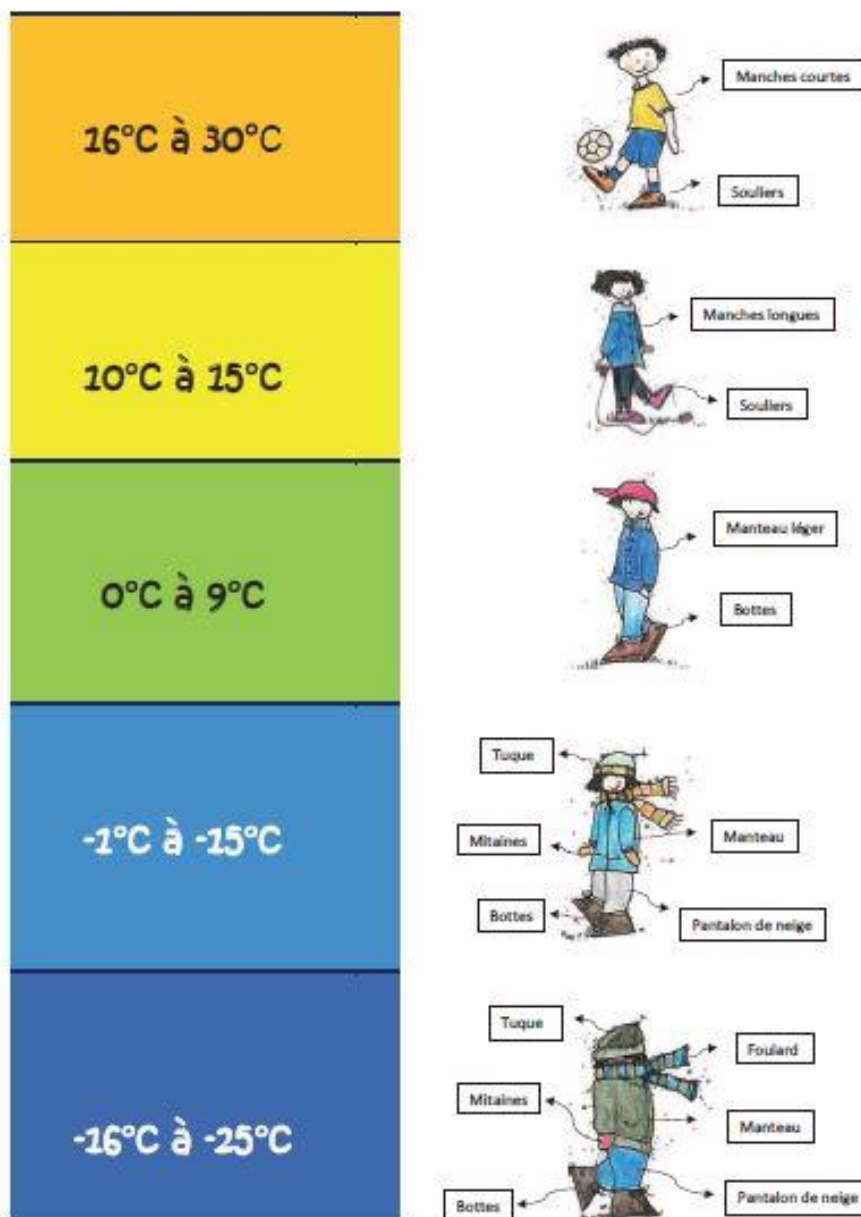 16°C à 30°C
Manches courtes
Souliers
10°C à 15°C
Manches longues
Souliers
0°C à 9°C
Manteau léger
Bottes
-1°C à -15°C
Tuque
Mitaines
Manteau
Bottes
Pantalon de neige
-16°C à -25°C
Tuque
Foulard
Mitaines
Manteau
Bottes
Pantalon de neige